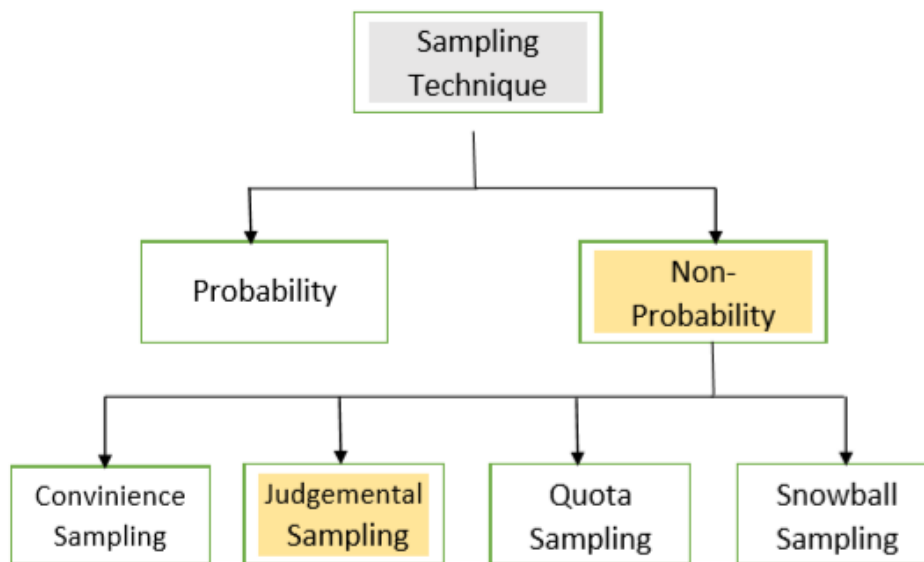 Sampling
Technique
Probability
Non-
Probability
Convinience
Sampling
Judgemental
Sampling
Quota
Sampling
Snowball
Sampling